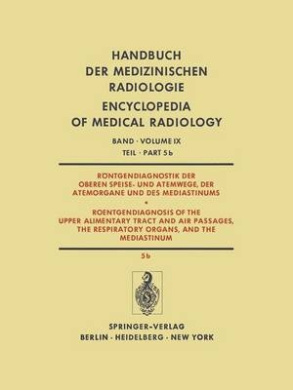 HANDBUCH
DER MEDIZINISCHEN
RADIOLOGIE
ENCYCLOPEDIA
OF MEDICAL RADIOLOGY
BAND · VOLUME IX
TEIL · PART 5b
RÖNTGENDIAGNOSTIK DER
OBEREN SPEISE- UND ATEMWEGE, DER
ATEMORGANE UND DES MEDIASTINUMS
•
ROENTGENDIAGNOSIS OF THE
UPPER ALIMENTARY TRACT AND AIR PASSAGES,
THE RESPIRATORY ORGANS, AND THE
MEDIASTINUM
5b
SPRINGER-VERLAG
BERLIN · HEIDELBERG · NEW YORK